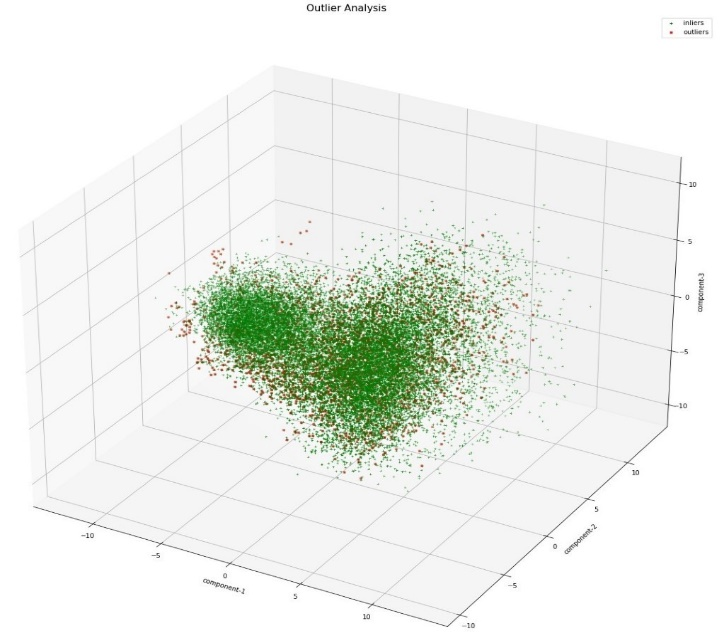 Outlier Analysis
inliers
outliers
10
5
0
−5
−10
component-3
10
5
0
−5
−10
component-2
−10
−5
0
5
10
component-1